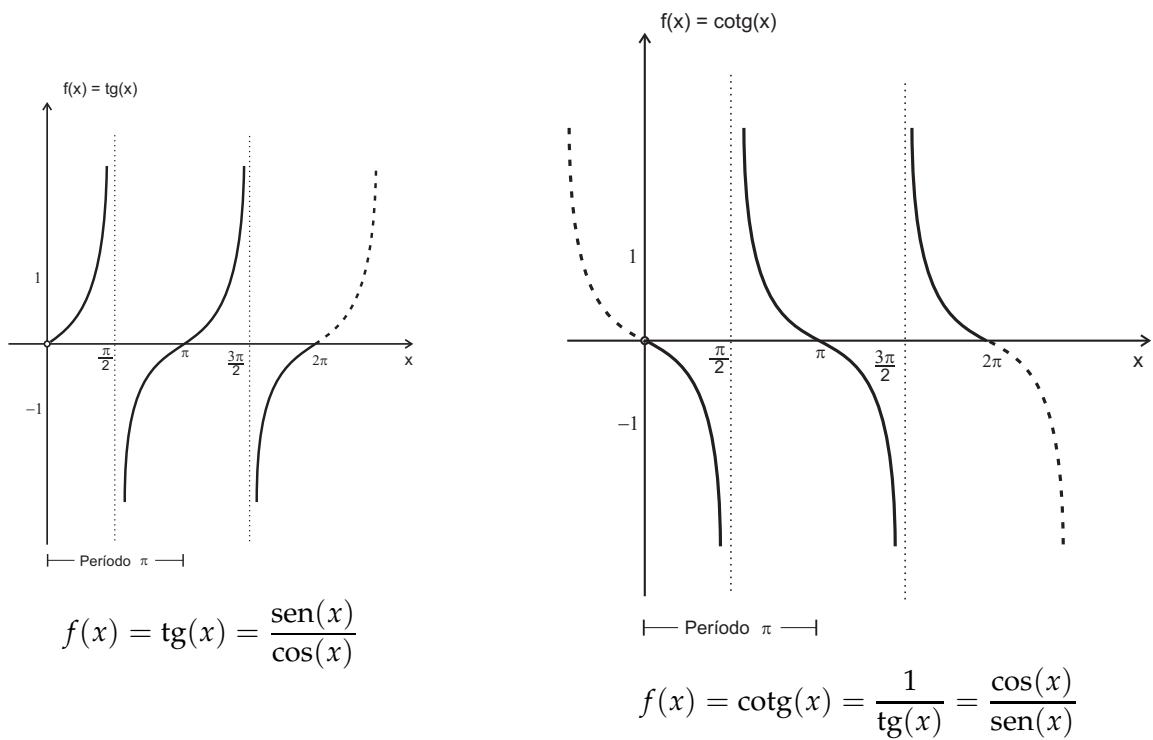 f(x) = tg(x)
1
π/2
π
3π/2
2π
x
−1
Período π
f(x) = tg(x) = sen(x)/cos(x)
f(x) = cotg(x)
1
π/2
π
3π/2
2π
x
−1
Período π
f(x) = cotg(x) = 1/tg(x) = cos(x)/sen(x)